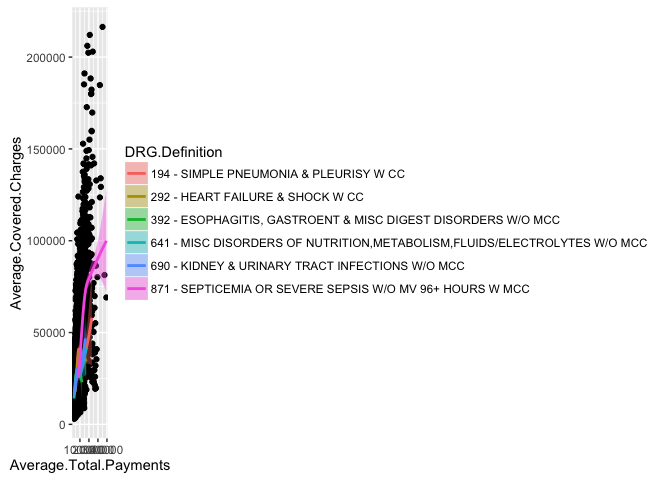 200000
150000
100000
50000
0
Average.Covered.Charges
Average.Total.Payments
DRG.Definition
194 - SIMPLE PNEUMONIA & PLEURISY W CC
292 - HEART FAILURE & SHOCK W CC
392 - ESOPHAGITIS, GASTROENT & MISC DIGEST DISORDERS W/O MCC
641 - MISC DISORDERS OF NUTRITION,METABOLISM,FLUIDS/ELECTROLYTES W/O MCC
690 - KIDNEY & URINARY TRACT INFECTIONS W/O MCC
871 - SEPTICEMIA OR SEVERE SEPSIS W/O MV 96+ HOURS W MCC